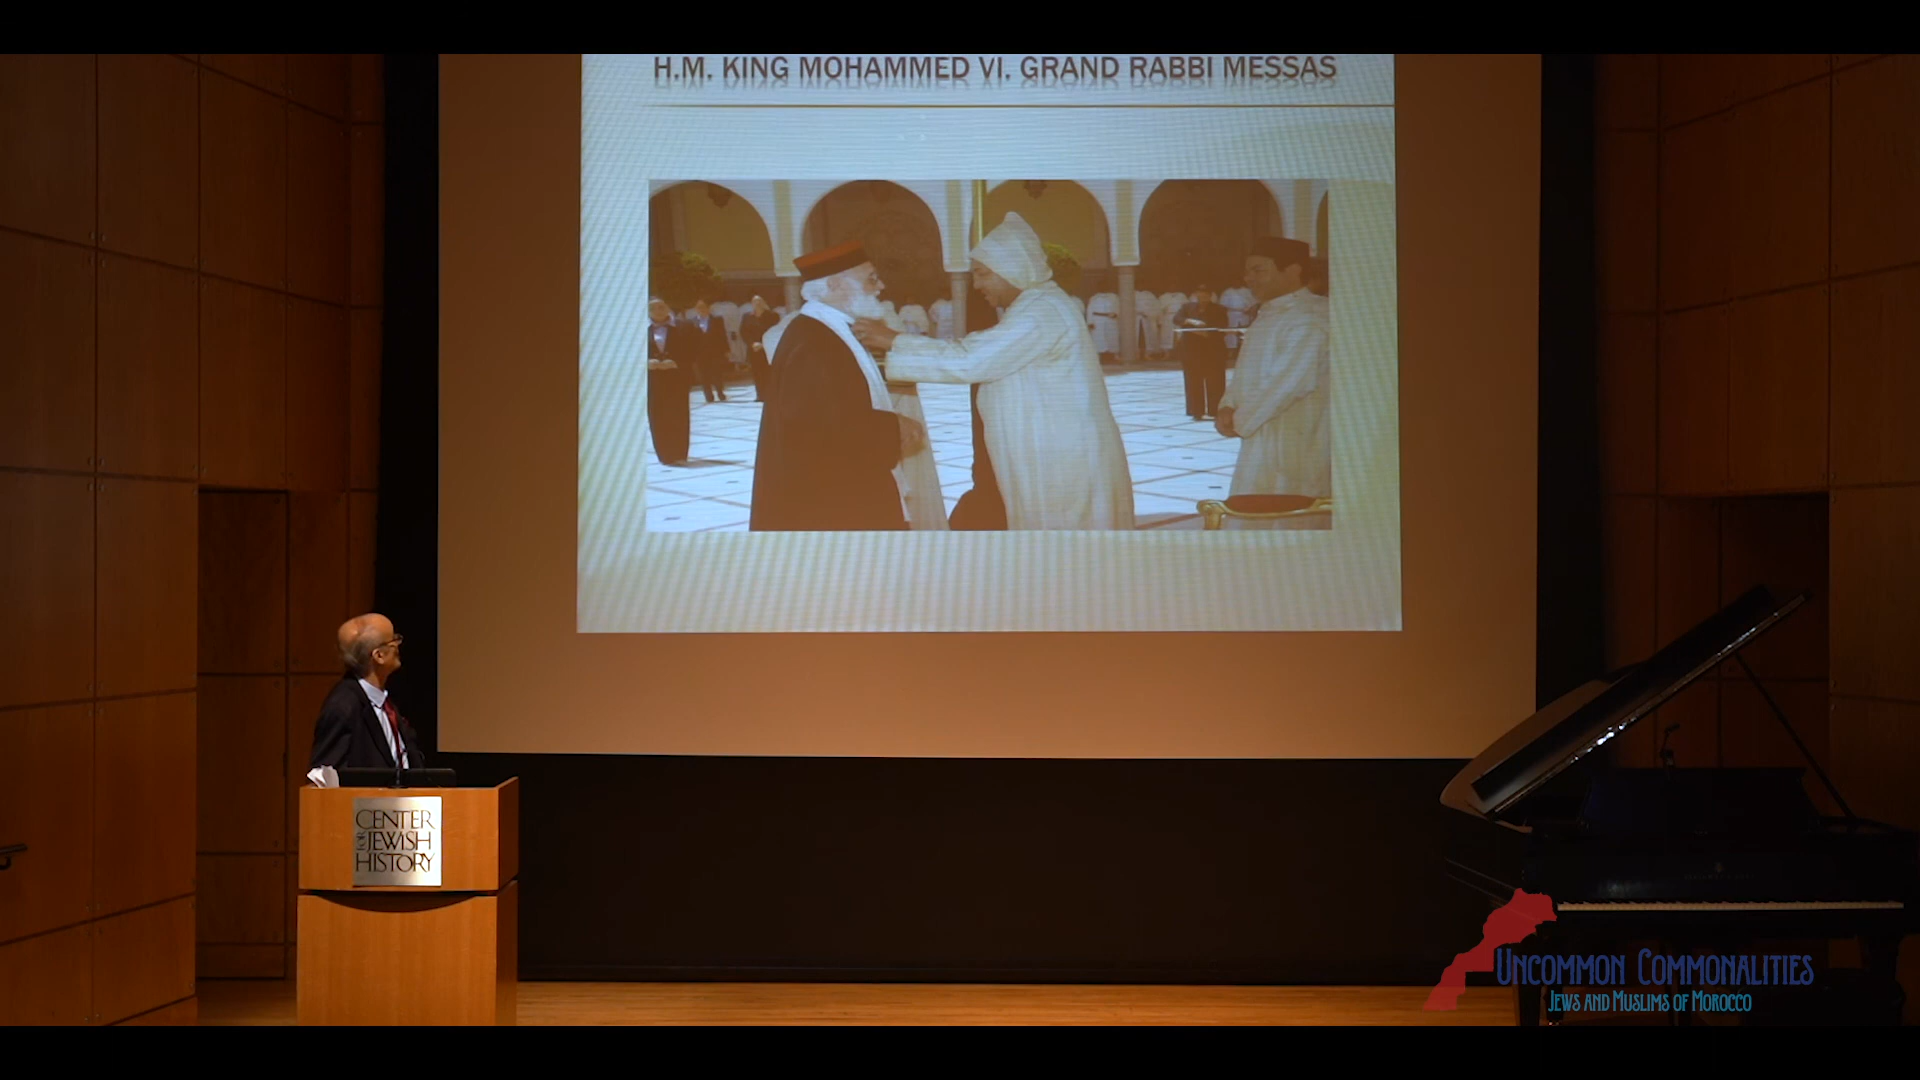 H.M. KING MOHAMMED VI. GRAND RABBI MESSAS
CENTER
FOR
JEWISH
HISTORY
UNCOMMON COMMONALITIES
JEWS AND MUSLIMS OF MOROCCO